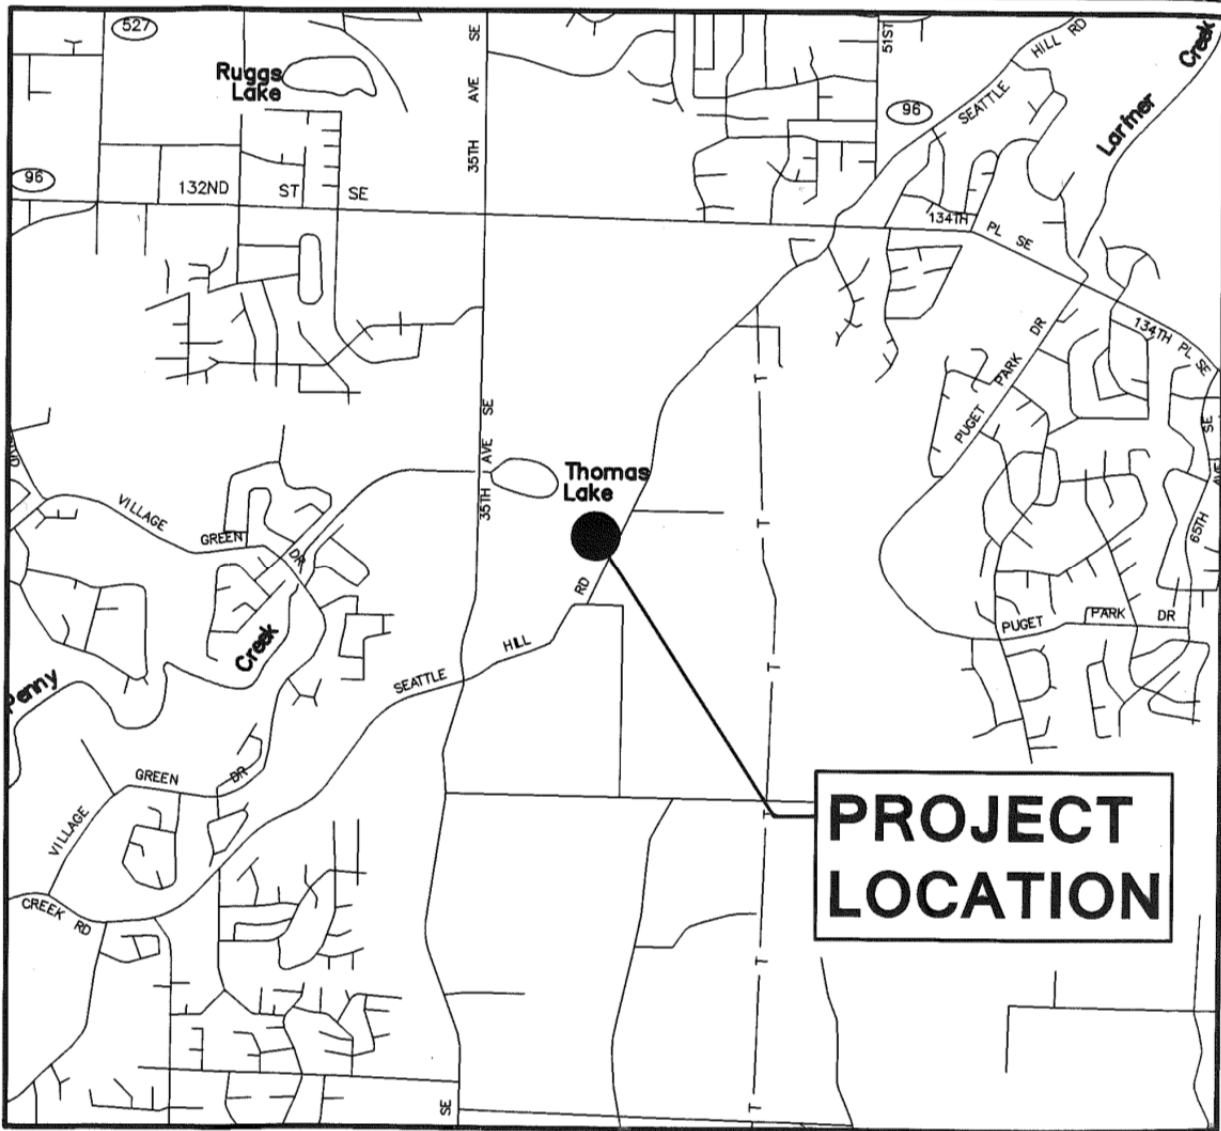 527
SE
51ST
HILL RD
Creek
Ruggs
Lake
AVE
96
SEATTLE
Larimer
35TH
96
132ND ST SE
134TH PL SE
134TH PL SE
PUGET PARK DR
SE
AVE
35TH
Thomas
Lake
SE
AVE
65TH
VILLAGE GREEN DR
RD
HILL
SEATTLE
PUGET PARK DR
Creek
Penny
GREEN DR
VILLAGE
PROJECT
LOCATION
CREEK RD
SE
T
T
T
T
T
T